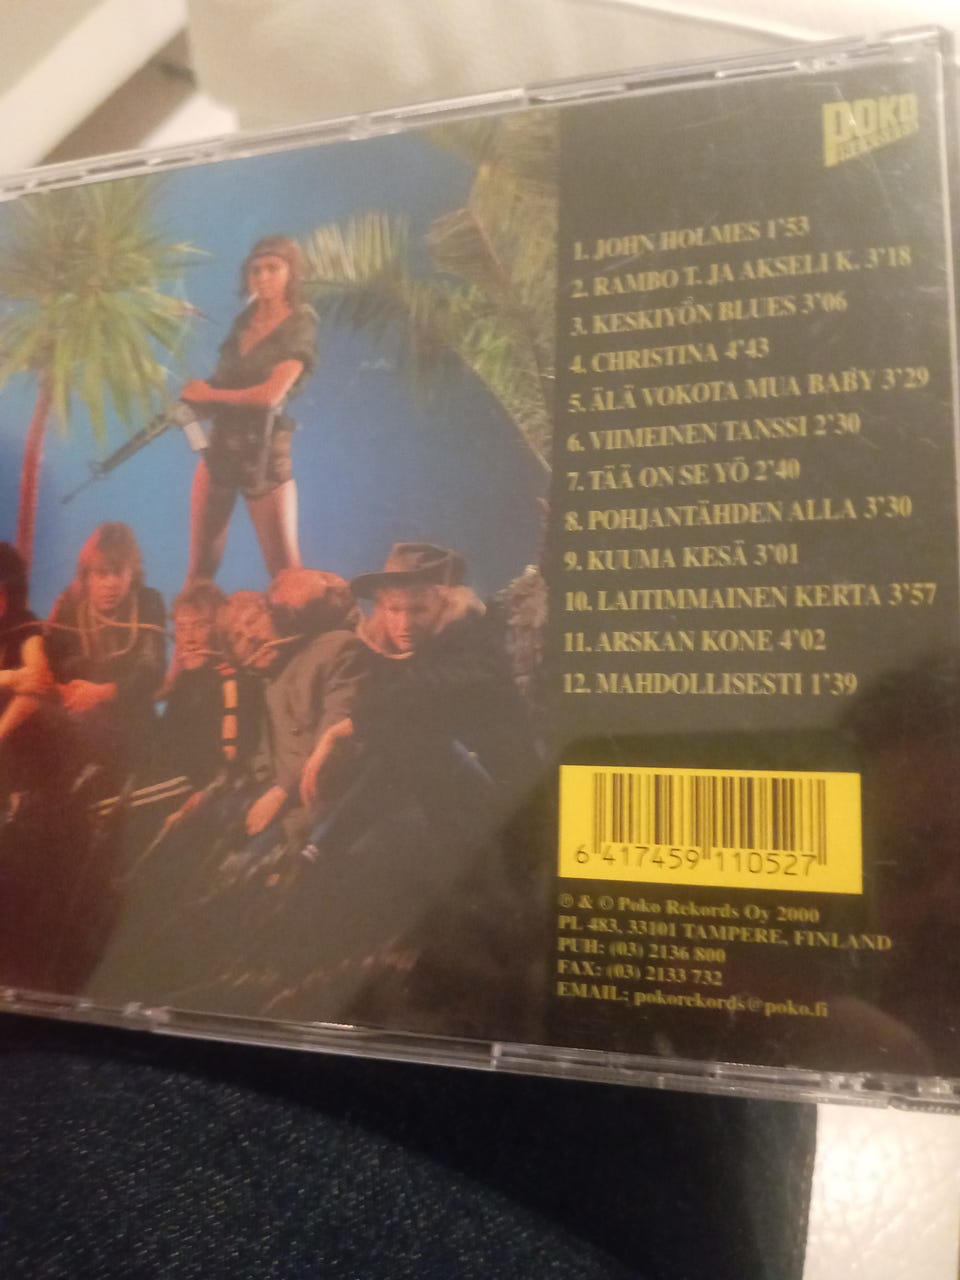 POKO
REKORDS
1. JOHN HOLMES 1'53
2. RAMBO T. JA AKSELI K. 3'18
3. KESKIYÖN BLUES 3'06
4. CHRISTINA 4'43
5. ÄLÄ VOKOTA MUA BABY 3'29
6. VIIMEINEN TANSSI 2'30
7. TÄÄ ON SE YÖ 2'40
8. POHJANTÄHDEN ALLA 3'30
9. KUUMA KESÄ 3'01
10. LAITIMMAINEN KERTA 3'57
11. ARSKAN KONE 4'02
12. MAHDOLLISESTI 1'39
6 417459 110527
℗ & © Poko Rekords Oy 2000
PL 483, 33101 TAMPERE, FINLAND
PUH: (03) 2136 800
FAX: (03) 2133 732
EMAIL: pokorekords@poko.fi